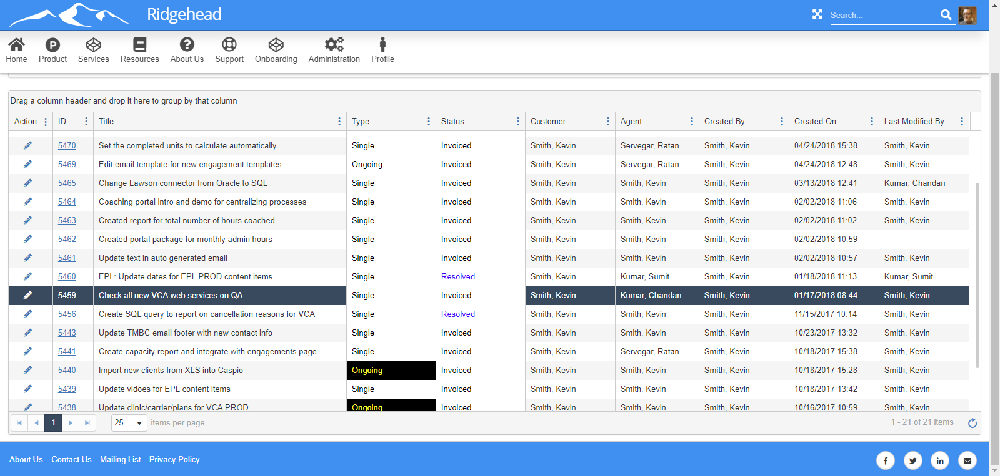 Ridgehead
Search...
Home Product Services Resources About Us Support Onboarding Administration Profile
Drag a column header and drop it here to group by that column
Action ID Title Type Status Customer Agent Created By Created On Last Modified By
5470 Set the completed units to calculate automatically Single Invoiced Smith, Kevin Servegar, Ratan Smith, Kevin 04/24/2018 15:38 Smith, Kevin
5469 Edit email template for new engagement templates Ongoing Invoiced Smith, Kevin Servegar, Ratan Smith, Kevin 04/24/2018 12:48 Smith, Kevin
5465 Change Lawson connector from Oracle to SQL Single Invoiced Smith, Kevin Smith, Kevin Smith, Kevin 03/13/2018 12:41 Kumar, Chandan
5464 Coaching portal intro and demo for centralizing processes Single Invoiced Smith, Kevin Smith, Kevin Smith, Kevin 02/02/2018 11:06 Smith, Kevin
5463 Created report for total number of hours coached Single Invoiced Smith, Kevin Smith, Kevin Smith, Kevin 02/02/2018 11:02 Smith, Kevin
5462 Created portal package for monthly admin hours Single Invoiced Smith, Kevin Smith, Kevin Smith, Kevin 02/02/2018 10:59
5461 Update text in auto generated email Single Invoiced Smith, Kevin Smith, Kevin Smith, Kevin 02/02/2018 10:57 Smith, Kevin
5460 EPL: Update dates for EPL PROD content items Single Resolved Smith, Kevin Kumar, Sumit Smith, Kevin 01/18/2018 11:13 Kumar, Sumit
5459 Check all new VCA web services on QA Single Invoiced Smith, Kevin Kumar, Chandan Smith, Kevin 01/17/2018 08:44 Smith, Kevin
5456 Create SQL query to report on cancellation reasons for VCA Single Resolved Smith, Kevin Smith, Kevin Smith, Kevin 11/15/2017 10:14 Smith, Kevin
5443 Update TMBC email footer with new contact info Single Invoiced Smith, Kevin Smith, Kevin Smith, Kevin 10/23/2017 13:32 Smith, Kevin
5441 Create capacity report and integrate with engagements page Single Invoiced Smith, Kevin Servegar, Ratan Smith, Kevin 10/18/2017 15:38 Smith, Kevin
5440 Import new clients from XLS into Caspio Ongoing Invoiced Smith, Kevin Smith, Kevin Smith, Kevin 10/18/2017 15:28 Smith, Kevin
5439 Update vidoes for EPL content items Single Invoiced Smith, Kevin Smith, Kevin Smith, Kevin 10/18/2017 13:42 Smith, Kevin
5438 Update clinic/carrier/plans for VCA PROD Ongoing Invoiced Smith, Kevin Smith, Kevin Smith, Kevin 10/16/2017 10:59 Smith, Kevin
1 25 items per page 1 - 21 of 21 items
About Us Contact Us Mailing List Privacy Policy